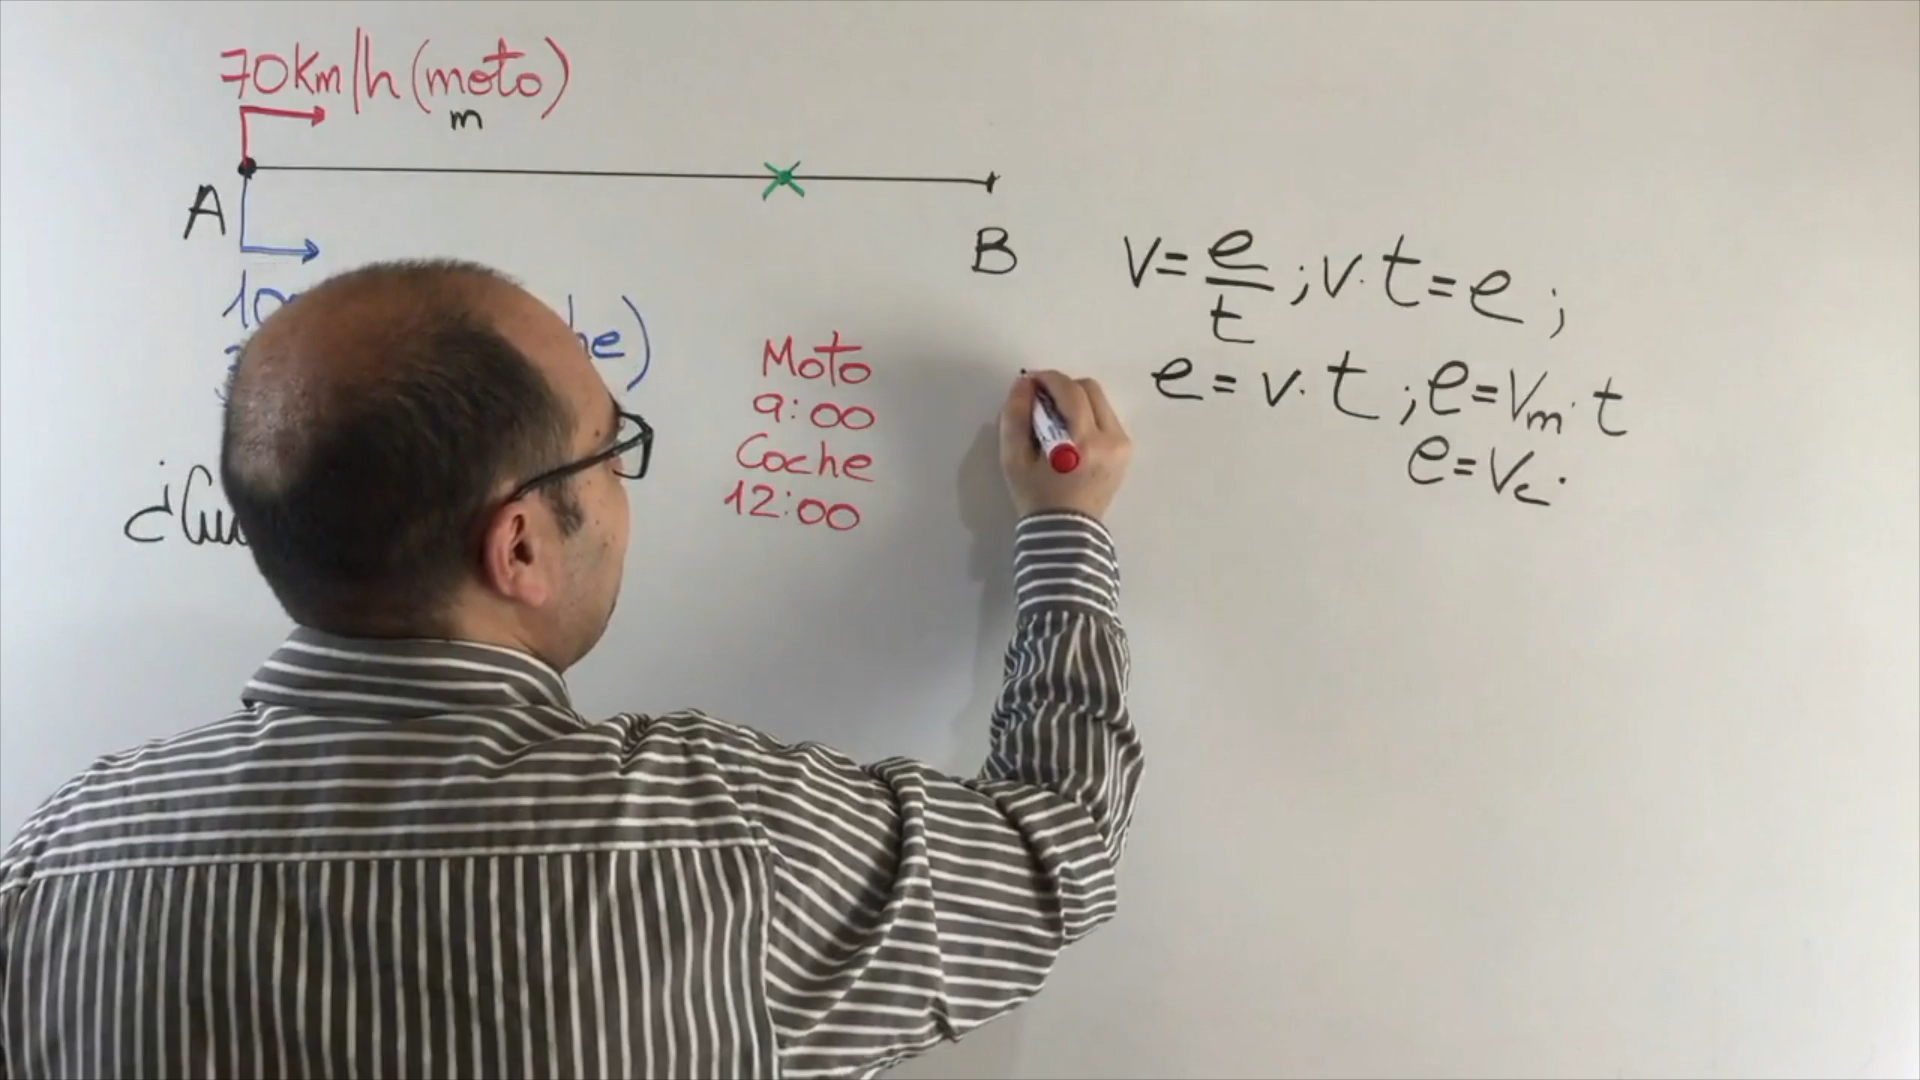 70Km/h (moto)
m
A
B
Moto
9:00
Coche
12:00
v = e/t ; v · t = e ;
e = v · t ; e = Vm · t
e = Vc ·